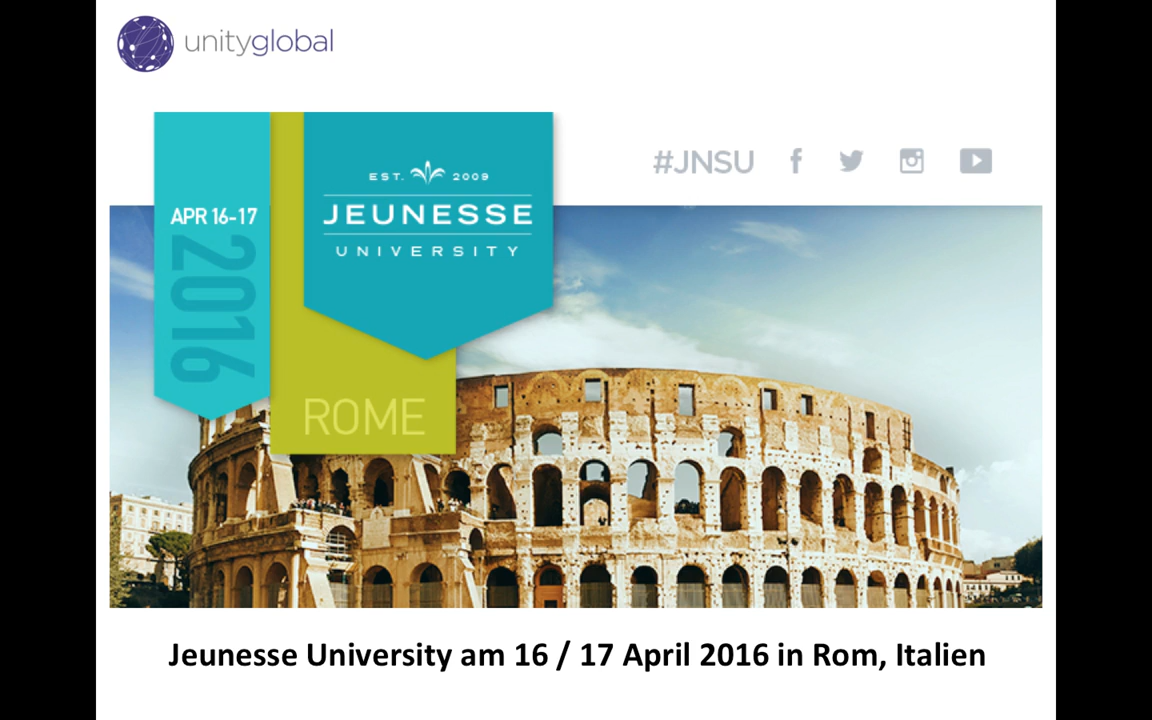 unityglobal
#JNSU
EST. 2009
JEUNESSE
UNIVERSITY
APR 16-17
2016
ROME
Jeunesse University am 16 / 17 April 2016 in Rom, Italien